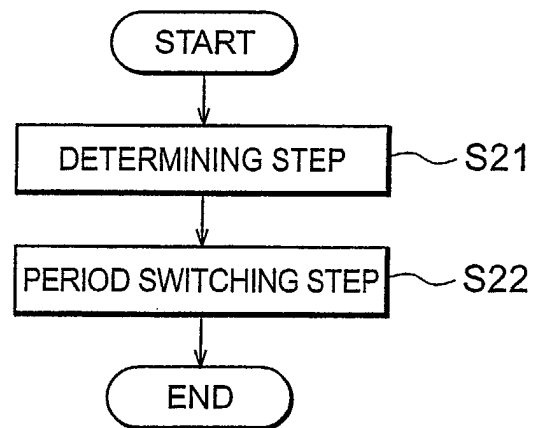 START
DETERMINING STEP S21
PERIOD SWITCHING STEP S22
END